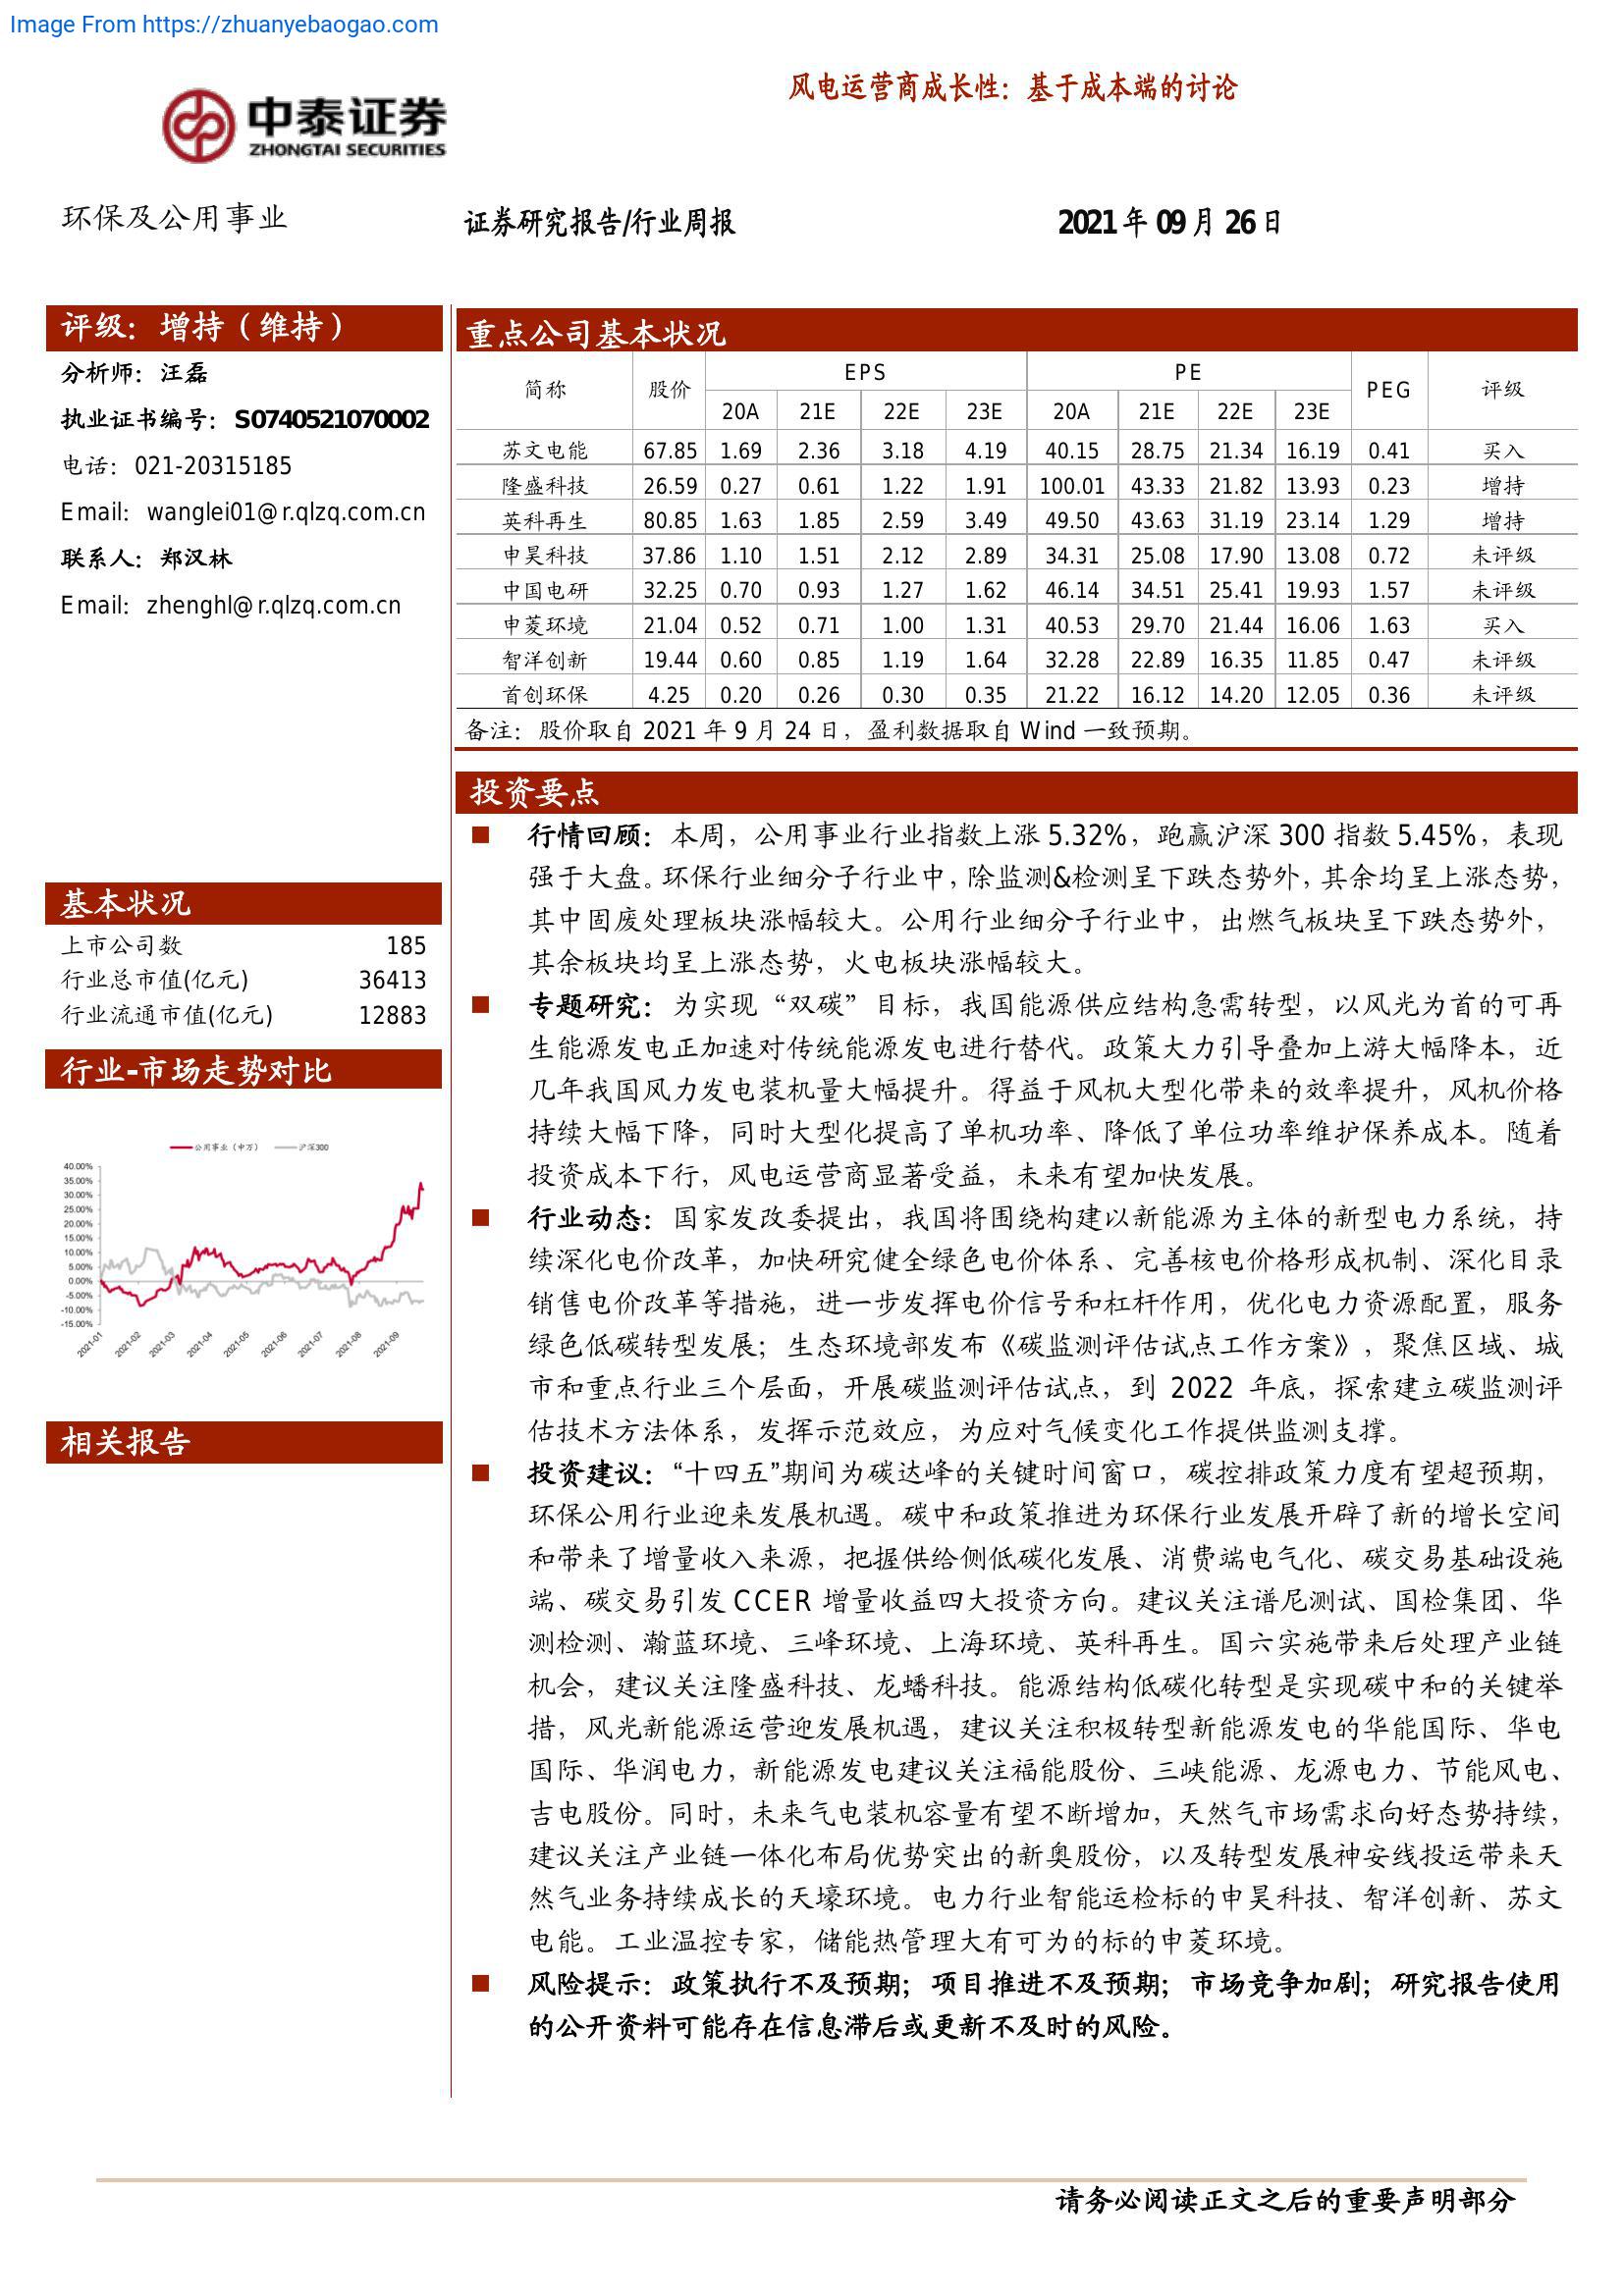 Image From https://zhuanyebaogao.com
风电运营商成长性：基于成本端的讨论
中泰证券
ZHONGTAI SECURITIES
环保及公用事业
证券研究报告/行业周报
2021 年 09 月 26 日
评级：增持（维持）
分析师：汪磊
执业证书编号：S0740521070002
电话：021-20315185
Email：wanglei01@r.qlzq.com.cn
联系人：郑汉林
Email：zhenghl@r.qlzq.com.cn
基本状况
上市公司数 185
行业总市值(亿元) 36413
行业流通市值(亿元) 12883
行业-市场走势对比
公用事业（申万） 沪深300
40.00%
35.00%
30.00%
25.00%
20.00%
15.00%
10.00%
5.00%
0.00%
-5.00%
-10.00%
-15.00%
2021-01 2021-02 2021-03 2021-04 2021-05 2021-06 2021-07 2021-08 2021-09
相关报告
重点公司基本状况
简称 股价 EPS PE PEG 评级
20A 21E 22E 23E 20A 21E 22E 23E
苏文电能 67.85 1.69 2.36 3.18 4.19 40.15 28.75 21.34 16.19 0.41 买入
隆盛科技 26.59 0.27 0.61 1.22 1.91 100.01 43.33 21.82 13.93 0.23 增持
英科再生 80.85 1.63 1.85 2.59 3.49 49.50 43.63 31.19 23.14 1.29 增持
申昊科技 37.86 1.10 1.51 2.12 2.89 34.31 25.08 17.90 13.08 0.72 未评级
中国电研 32.25 0.70 0.93 1.27 1.62 46.14 34.51 25.41 19.93 1.57 未评级
申菱环境 21.04 0.52 0.71 1.00 1.31 40.53 29.70 21.44 16.06 1.63 买入
智洋创新 19.44 0.60 0.85 1.19 1.64 32.28 22.89 16.35 11.85 0.47 未评级
首创环保 4.25 0.20 0.26 0.30 0.35 21.22 16.12 14.20 12.05 0.36 未评级
备注：股价取自 2021 年 9 月 24 日，盈利数据取自 Wind 一致预期。
投资要点
■ 行情回顾：本周，公用事业行业指数上涨 5.32%，跑赢沪深 300 指数 5.45%，表现
强于大盘。环保行业细分子行业中，除监测&检测呈下跌态势外，其余均呈上涨态势，
其中固废处理板块涨幅较大。公用行业细分子行业中，出燃气板块呈下跌态势外，
其余板块均呈上涨态势，火电板块涨幅较大。
■ 专题研究：为实现“双碳”目标，我国能源供应结构急需转型，以风光为首的可再
生能源发电正加速对传统能源发电进行替代。政策大力引导叠加上游大幅降本，近
几年我国风力发电装机量大幅提升。得益于风机大型化带来的效率提升，风机价格
持续大幅下降，同时大型化提高了单机功率、降低了单位功率维护保养成本。随着
投资成本下行，风电运营商显著受益，未来有望加快发展。
■ 行业动态：国家发改委提出，我国将围绕构建以新能源为主体的新型电力系统，持
续深化电价改革，加快研究健全绿色电价体系、完善核电价格形成机制、深化目录
销售电价改革等措施，进一步发挥电价信号和杠杆作用，优化电力资源配置，服务
绿色低碳转型发展；生态环境部发布《碳监测评估试点工作方案》，聚焦区域、城
市和重点行业三个层面，开展碳监测评估试点，到 2022 年底，探索建立碳监测评
估技术方法体系，发挥示范效应，为应对气候变化工作提供监测支撑。
■ 投资建议：“十四五”期间为碳达峰的关键时间窗口，碳控排政策力度有望超预期，
环保公用行业迎来发展机遇。碳中和政策推进为环保行业发展开辟了新的增长空间
和带来了增量收入来源，把握供给侧低碳化发展、消费端电气化、碳交易基础设施
端、碳交易引发 CCER 增量收益四大投资方向。建议关注谱尼测试、国检集团、华
测检测、瀚蓝环境、三峰环境、上海环境、英科再生。国六实施带来后处理产业链
机会，建议关注隆盛科技、龙蟠科技。能源结构低碳化转型是实现碳中和的关键举
措，风光新能源运营迎发展机遇，建议关注积极转型新能源发电的华能国际、华电
国际、华润电力，新能源发电建议关注福能股份、三峡能源、龙源电力、节能风电、
吉电股份。同时，未来气电装机容量有望不断增加，天然气市场需求向好态势持续，
建议关注产业链一体化布局优势突出的新奥股份，以及转型发展神安线投运带来天
然气业务持续成长的天壕环境。电力行业智能运检标的申昊科技、智洋创新、苏文
电能。工业温控专家，储能热管理大有可为的标的申菱环境。
■ 风险提示：政策执行不及预期；项目推进不及预期；市场竞争加剧；研究报告使用
的公开资料可能存在信息滞后或更新不及时的风险。
请务必阅读正文之后的重要声明部分